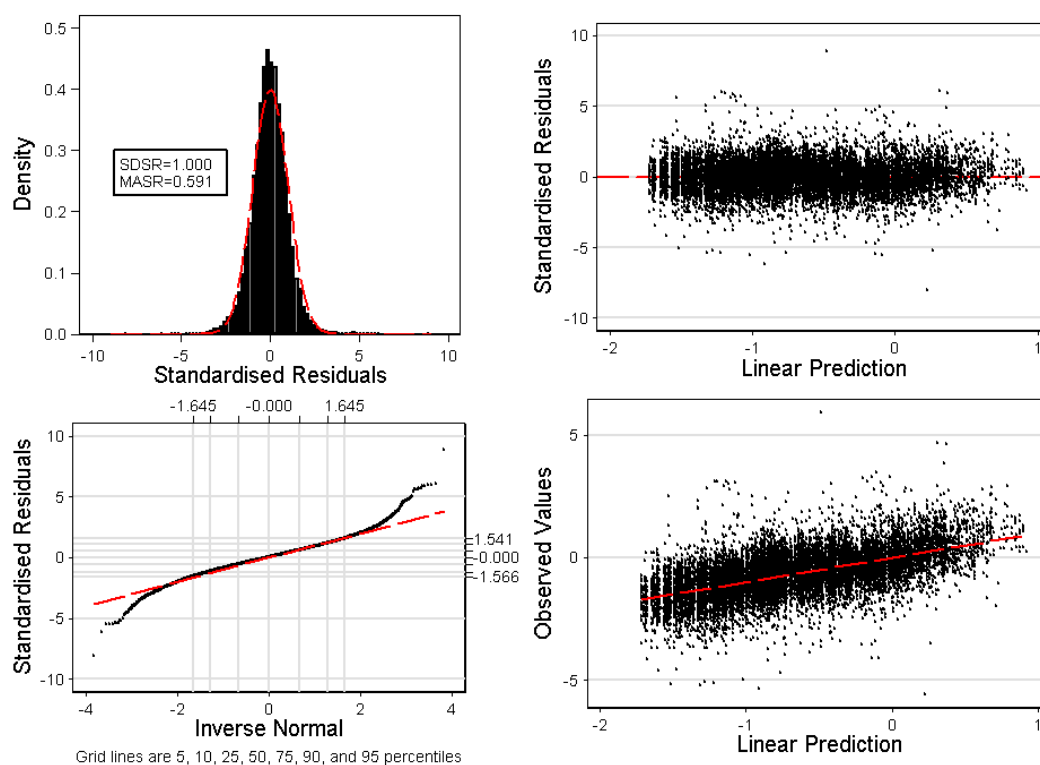 0.5
0.4
0.3
0.2
0.1
0.0
Density
SDSR=1.000
MASR=0.591
-10 -5 0 5 10
Standardised Residuals
10
5
0
-5
-10
Standardised Residuals
-2 -1 0 1
Linear Prediction
-1.645 -0.000 1.645
10
5
0
-5
-10
Standardised Residuals
1.541
-0.000
-1.566
-4 -2 0 2 4
Inverse Normal
Grid lines are 5, 10, 25, 50, 75, 90, and 95 percentiles
5
0
-5
Observed Values
-2 -1 0 1
Linear Prediction